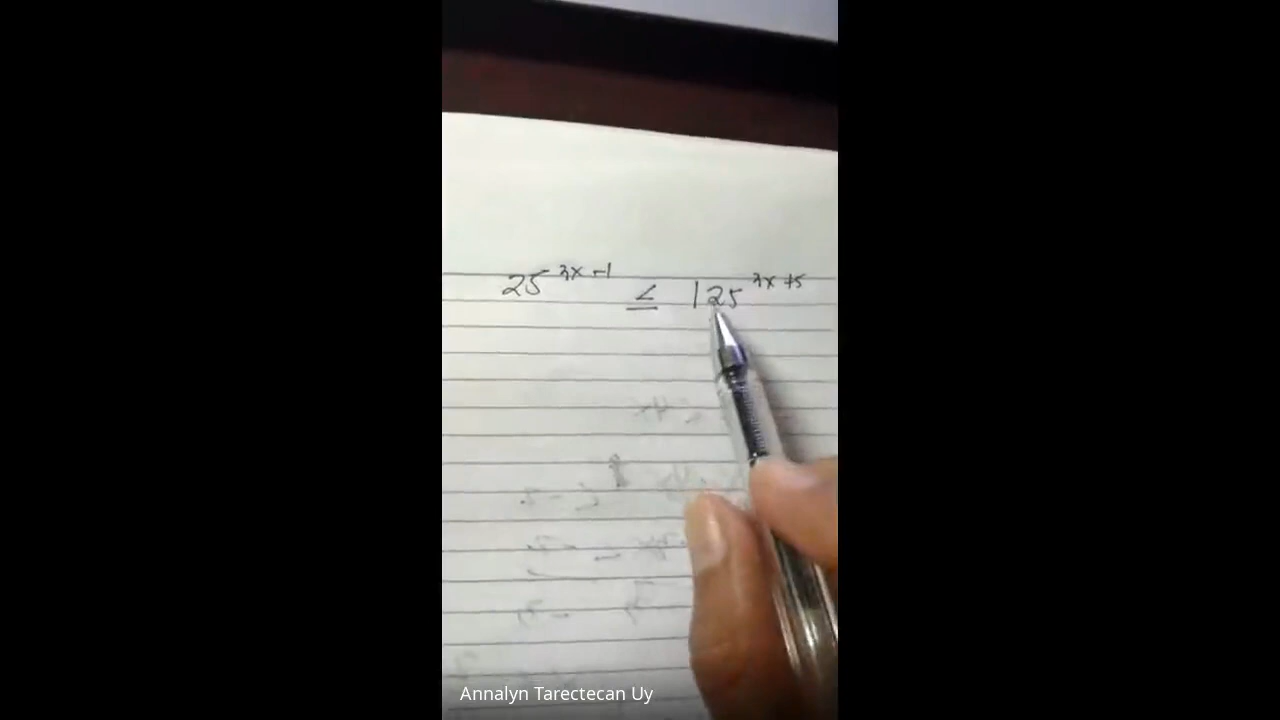 25^{3x-1} ≤ 125^{3x+5}
Annalyn Tarectecan Uy